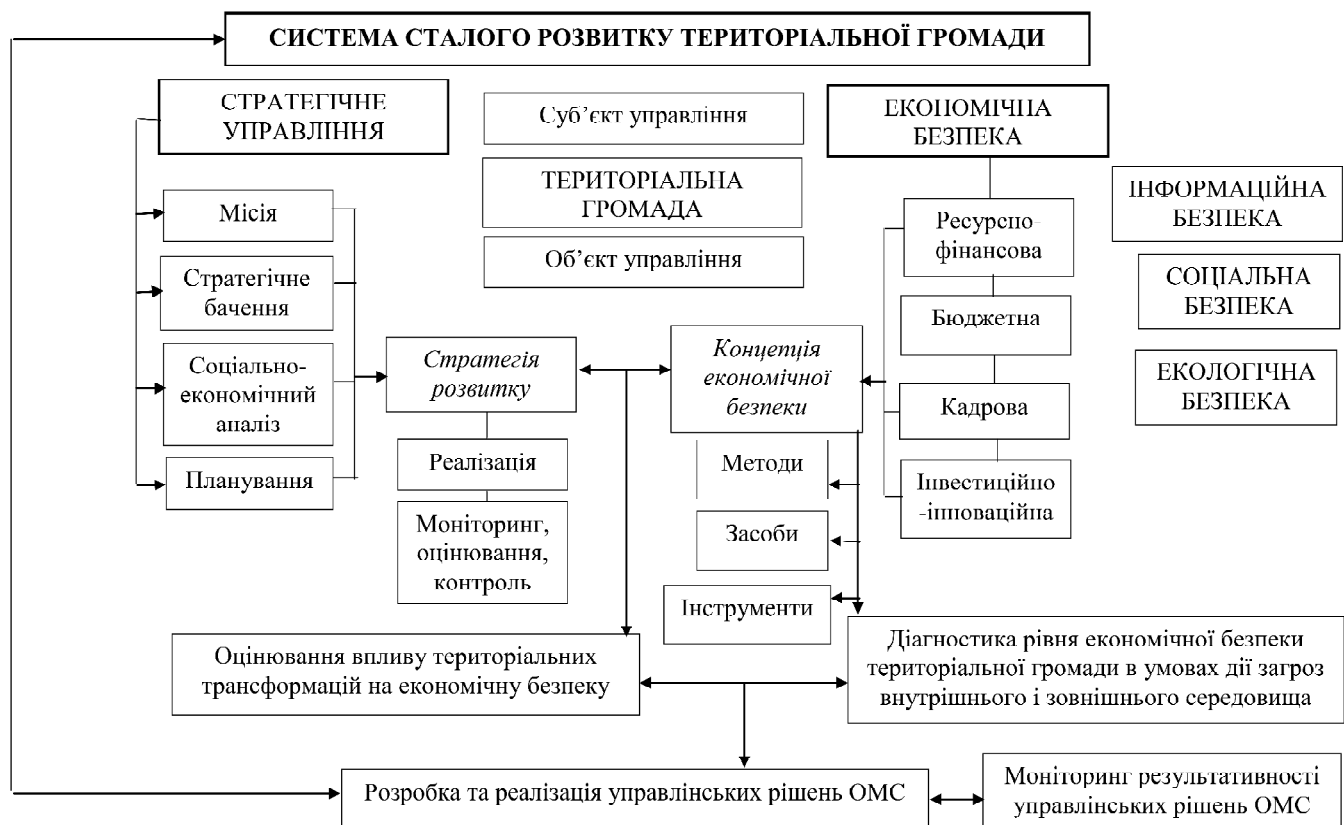 СИСТЕМА СТАЛОГО РОЗВИТКУ ТЕРИТОРІАЛЬНОЇ ГРОМАДИ
СТРАТЕГІЧНЕ
УПРАВЛІННЯ
Місія
Стратегічне
бачення
Соціально-
економічний
аналіз
Планування
Суб’єкт управління
ТЕРИТОРІАЛЬНА
ГРОМАДА
Об’єкт управління
ЕКОНОМІЧНА
БЕЗПЕКА
Ресурсно-
фінансова
Бюджетна
Кадрова
Інвестиційно
-інноваційна
ІНФОРМАЦІЙНА
БЕЗПЕКА
СОЦІАЛЬНА
БЕЗПЕКА
ЕКОЛОГІЧНА
БЕЗПЕКА
Стратегія
розвитку
Реалізація
Моніторинг,
оцінювання,
контроль
Концепція
економічної
безпеки
Методи
Засоби
Інструменти
Оцінювання впливу територіальних
трансформацій на економічну безпеку
Діагностика рівня економічної безпеки
територіальної громади в умовах дії загроз
внутрішнього і зовнішнього середовища
Розробка та реалізація управлінських рішень ОМС
Моніторинг результативності
управлінських рішень ОМС